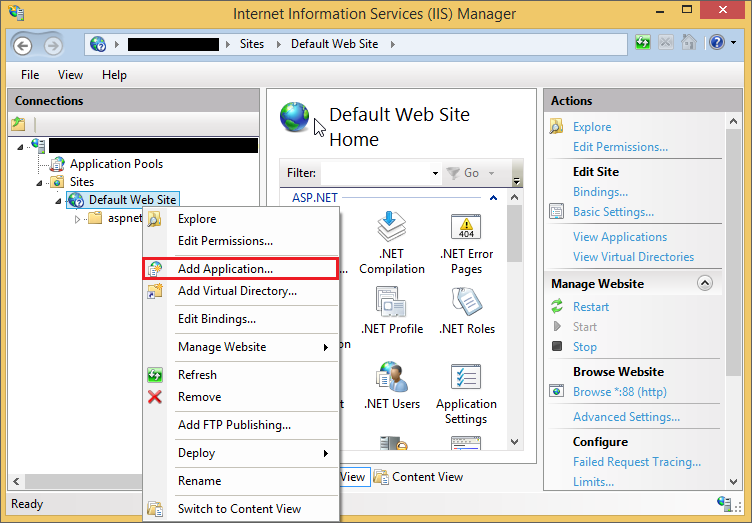 Internet Information Services (IIS) Manager
Sites
Default Web Site
File View Help
Connections
Application Pools
Sites
Default Web Site
aspnet
Explore
Edit Permissions...
Add Application...
Add Virtual Directory...
Edit Bindings...
Manage Website
Refresh
Remove
Add FTP Publishing...
Deploy
Rename
Switch to Content View
Default Web Site
Home
Filter:
Go
ASP.NET
.NET
Compilation
.NET Error
Pages
404
.NET Profile
.NET Roles
.NET Users
Application
Settings
View
Content View
Actions
Explore
Edit Permissions...
Edit Site
Bindings...
Basic Settings...
View Applications
View Virtual Directories
Manage Website
Restart
Start
Stop
Browse Website
Browse *:88 (http)
Advanced Settings...
Configure
Failed Request Tracing...
Limits...
Ready